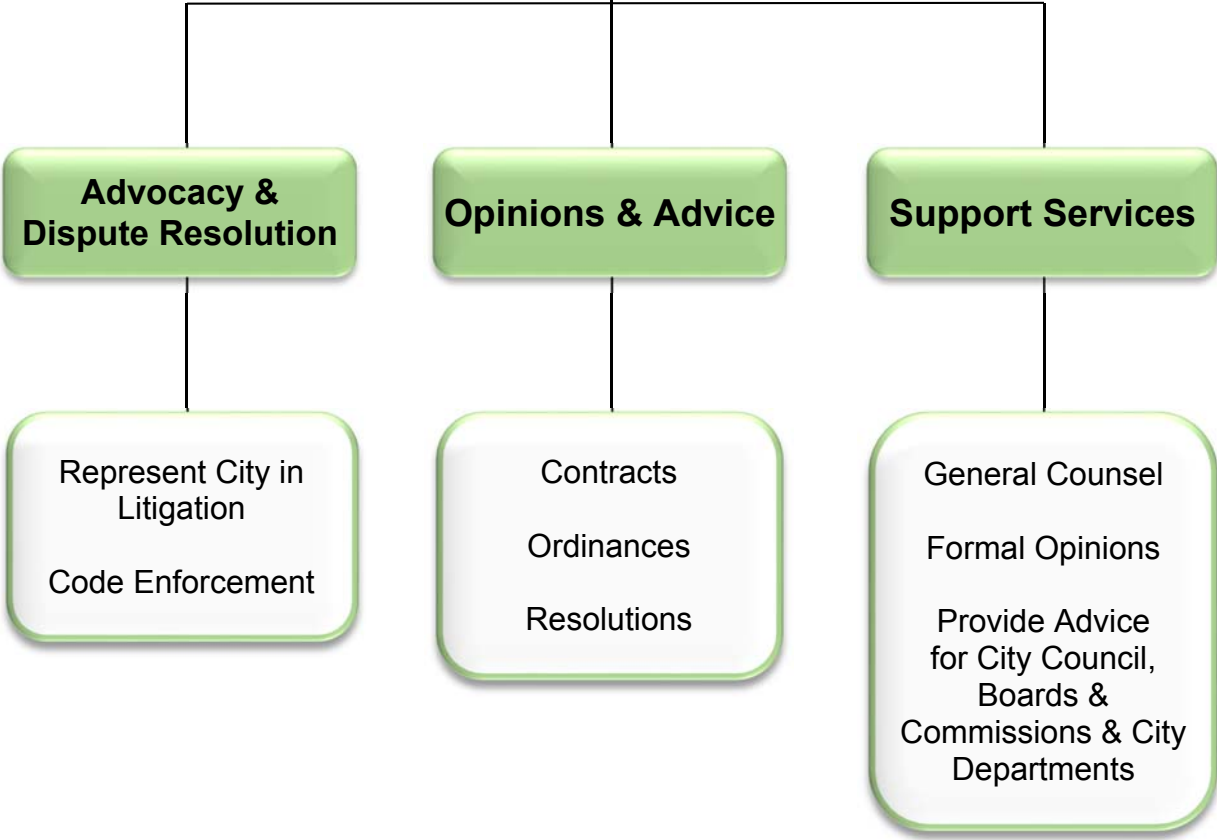 Advocacy &
Dispute Resolution
Opinions & Advice
Support Services
Represent City in
Litigation
Code Enforcement
Contracts
Ordinances
Resolutions
General Counsel
Formal Opinions
Provide Advice
for City Council,
Boards &
Commissions & City
Departments